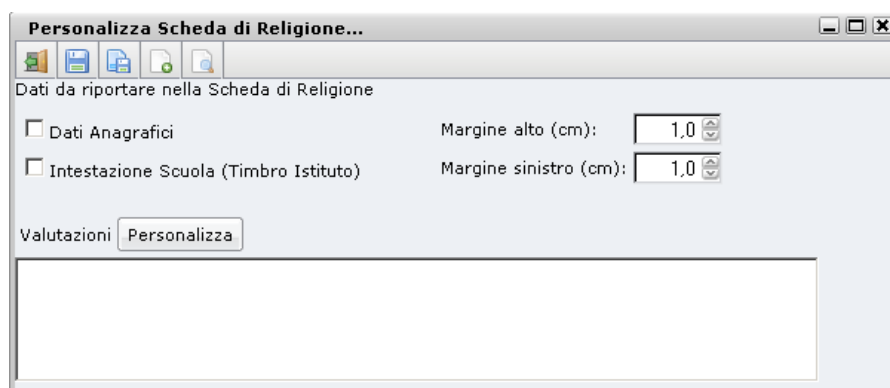 Personalizza Scheda di Religione...
Dati da riportare nella Scheda di Religione
Dati Anagrafici Margine alto (cm): 1,0
Intestazione Scuola (Timbro Istituto) Margine sinistro (cm): 1,0
Valutazioni Personalizza